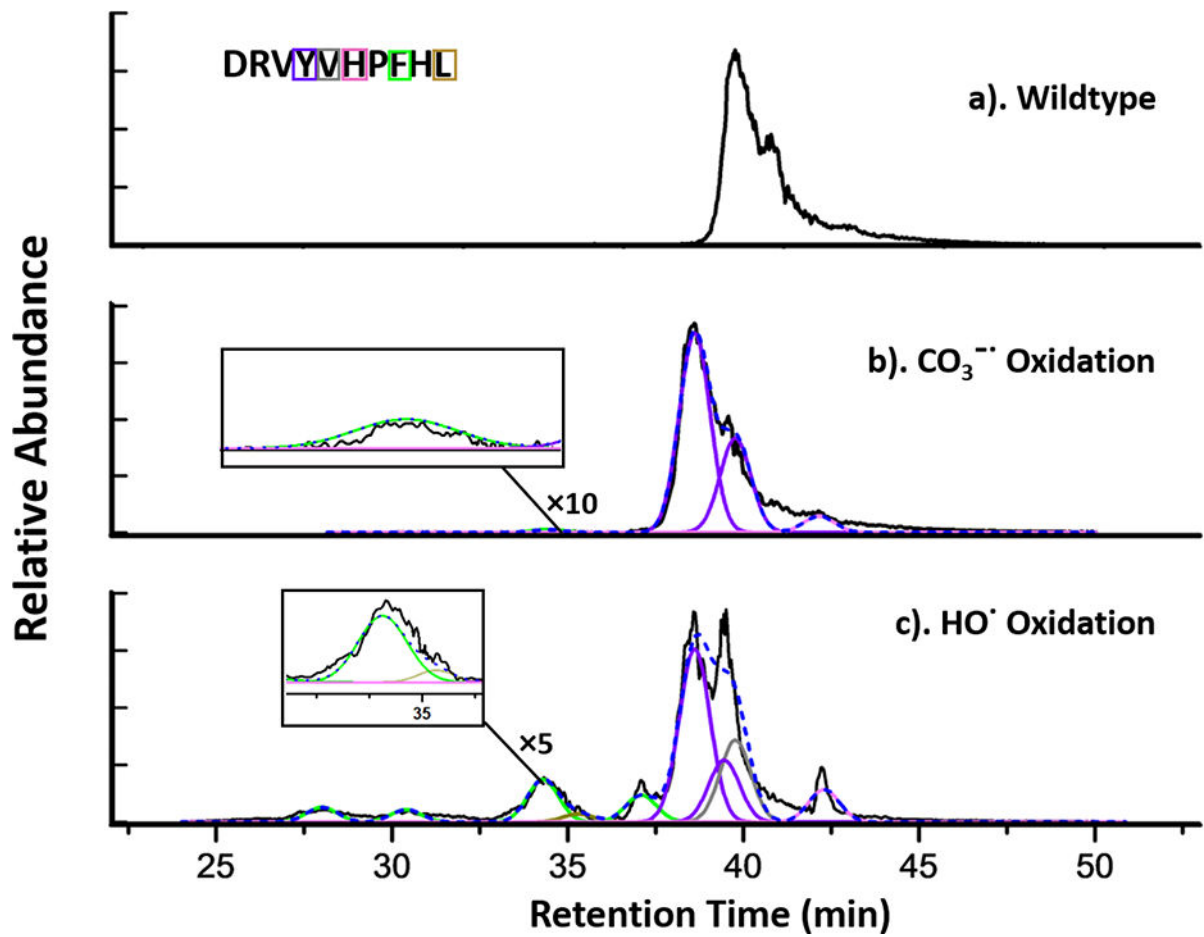 DRVYVHPFHL
a). Wildtype
Relative Abundance
b). CO₃⁻˙ Oxidation
×10
c). HO˙ Oxidation
35
×5
25 30 35 40 45 50
Retention Time (min)